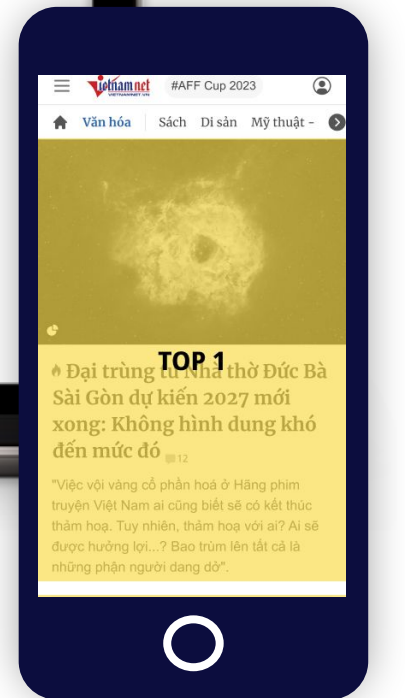 Vietnamnet
VIETNAMNET.VN
#AFF Cup 2023
Văn hóa Sách Di sản Mỹ thuật -
TOP 1
Đại trùng tu Nhà thờ Đức Bà
Sài Gòn dự kiến 2027 mới
xong: Không hình dung khó
đến mức đó 12
"Việc vội vàng cổ phần hoá ở Hãng phim
truyện Việt Nam ai cũng biết sẽ có kết thúc
thảm hoạ. Tuy nhiên, thảm hoạ với ai? Ai sẽ
được hưởng lợi...? Bao trùm lên tất cả là
những phận người dang dở".